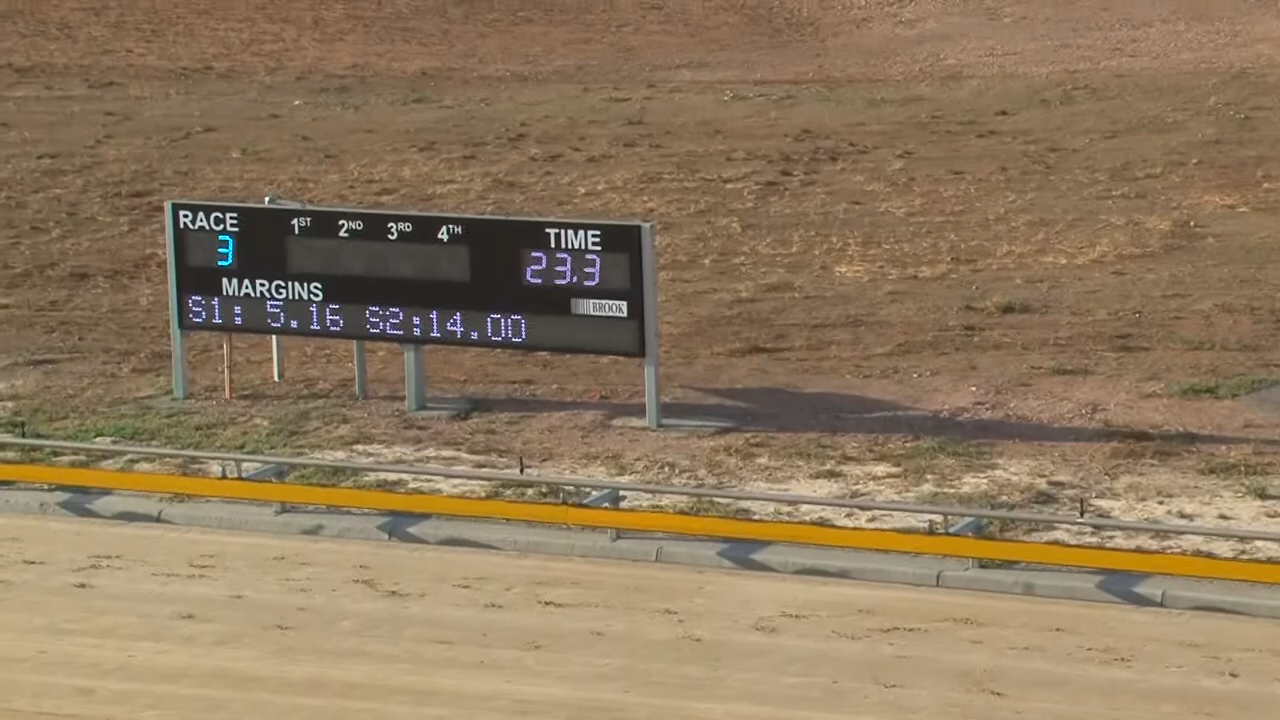 RACE 1ST 2ND 3RD 4TH TIME
3 23.3
MARGINS BROOK
S1: 5.16 S2:14.00